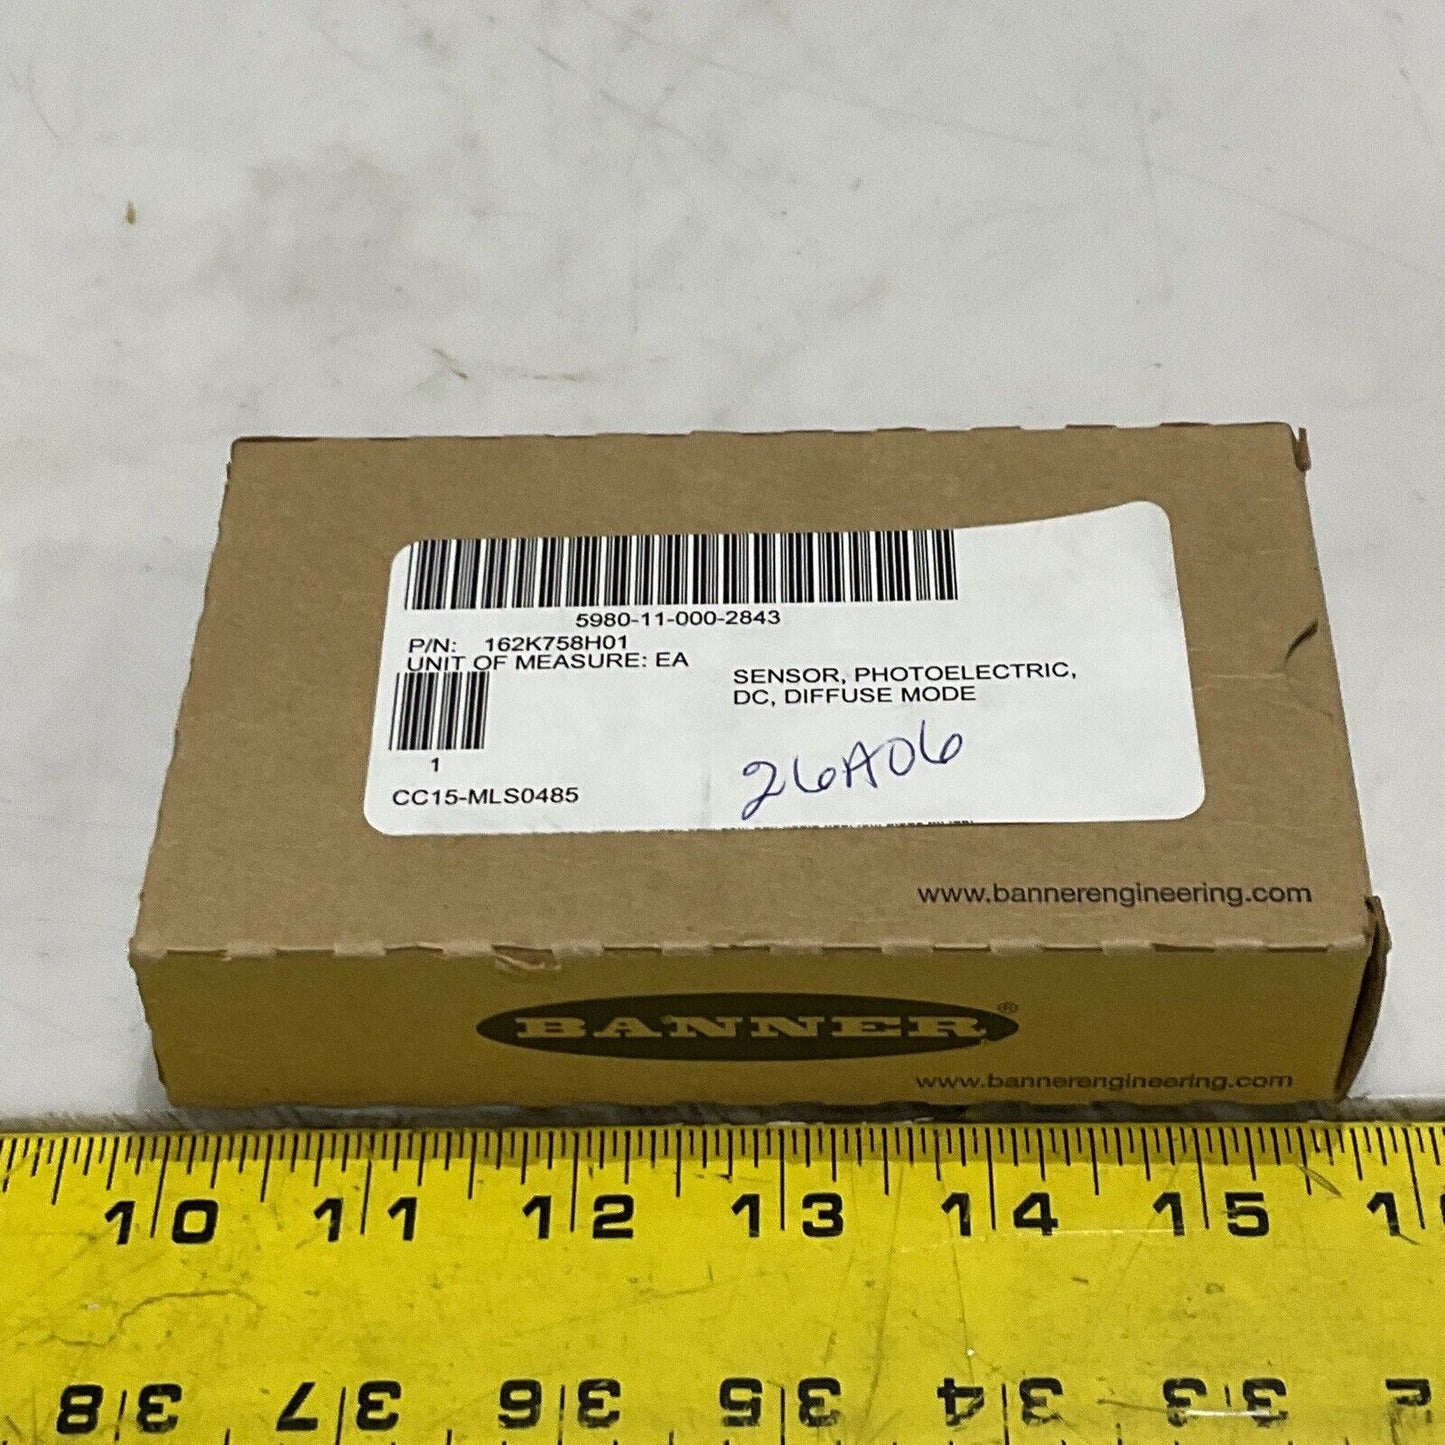 5980-11-000-2843
P/N: 162K758H01
UNIT OF MEASURE: EA
SENSOR, PHOTOELECTRIC,
DC, DIFFUSE MODE
1
CC15-MLS0485
26A06
www.bannerengineering.com
BANNER®
www.bannerengineering.com
10 11 12 13 14 15
38 37 36 35 34 33